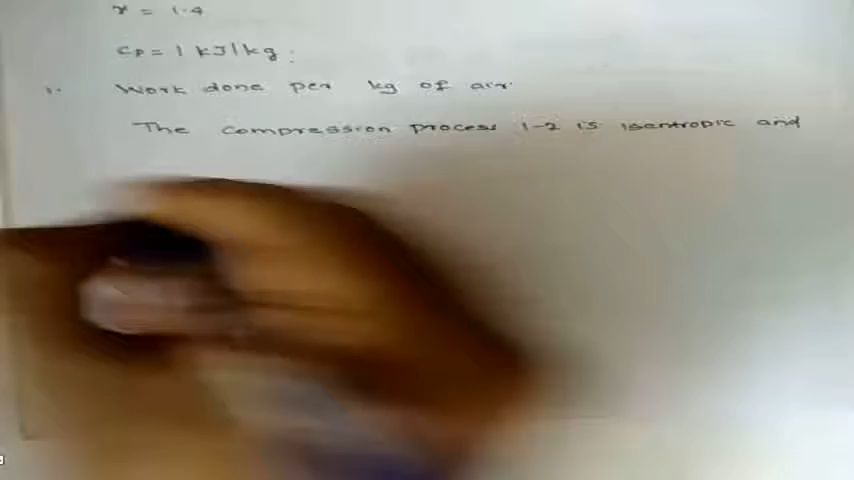 γ = 1.4
Cp = 1 kJ/kg.
1. Work done per kg of air.
The compression process 1-2 is isentropic and